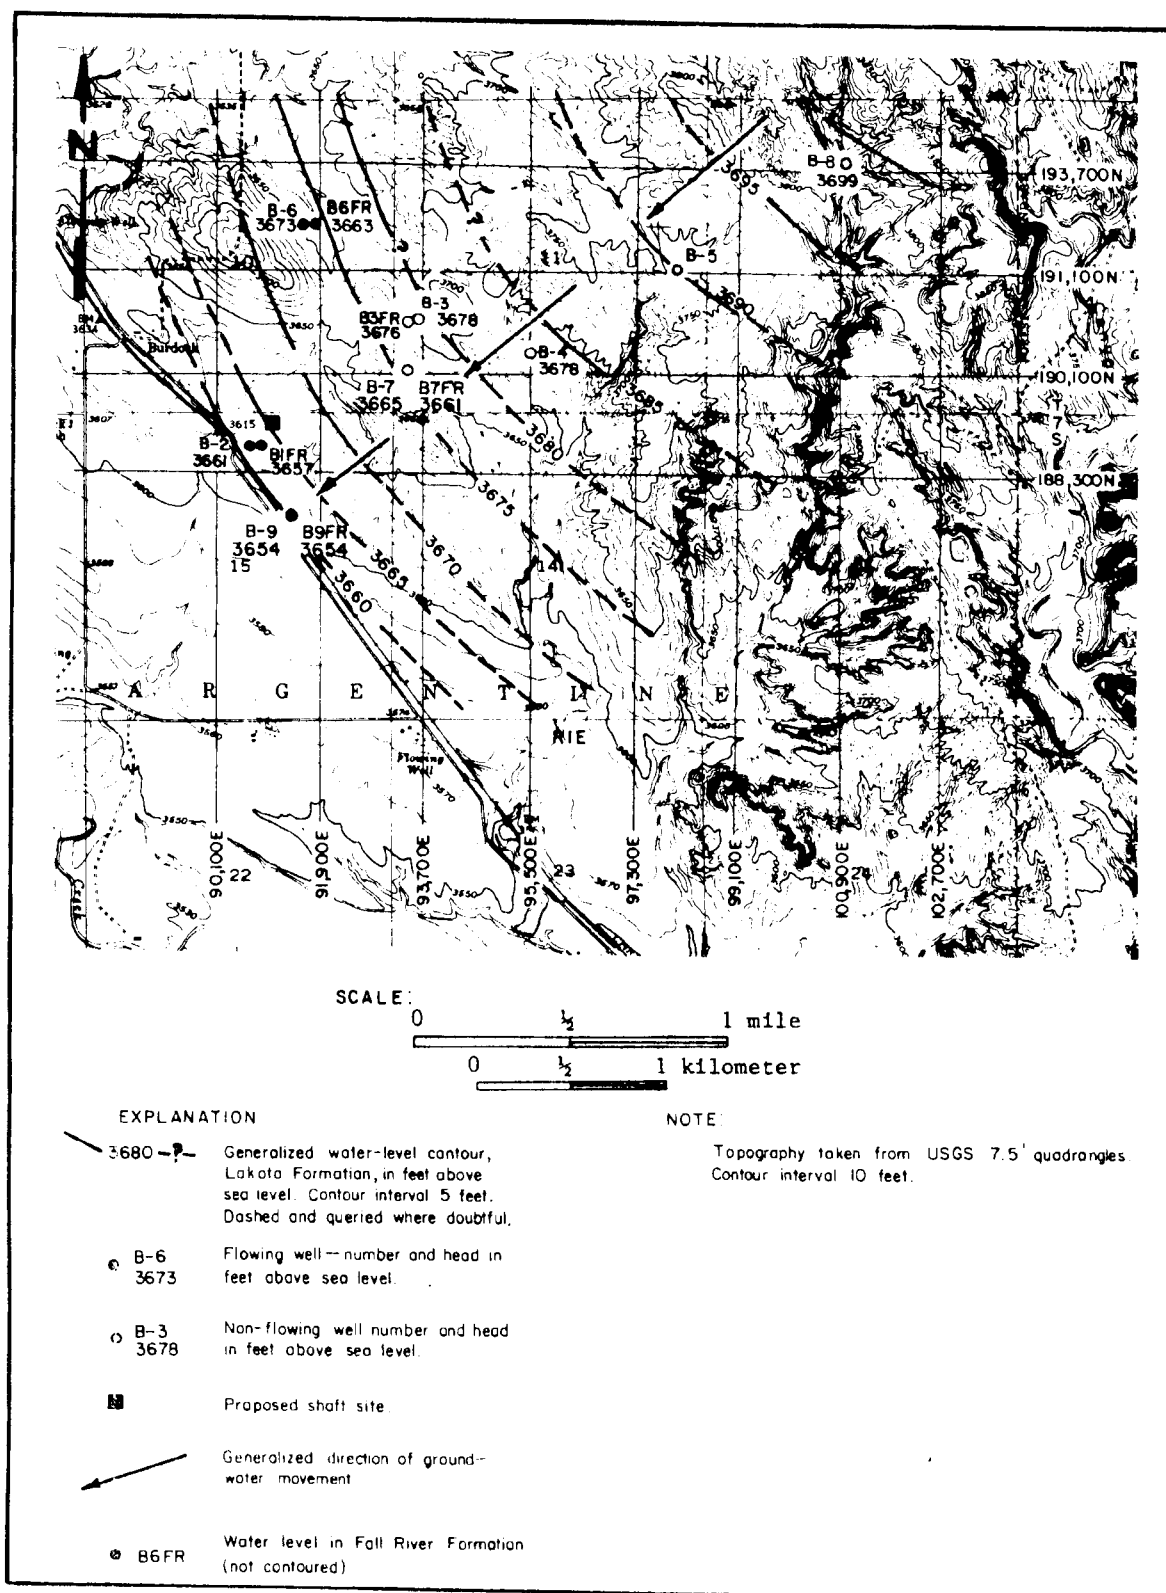 N
B-6
3673
B6FR
3663
B-8
3699
193,700N
3695
B-5
191,100N
3690
B-3
3678
B3FR
3676
B-4
3678
B-7
3665
B7FR
3661
190,100N
3685
3680
Burdock
3615
B-2
3661
B1FR
3657
188,300N
3675
3670
3665
3660
B-9
3654
B9FR
3654
15
14
T
7
S
A R G E N T I N E
R1E
Flowing
Well
Creek
22
23
90,100E
91,900E
93,700E
95,500E
97,300E
99,100E
100,900E
102,700E
SCALE:
0 ½ 1 mile
0 ½ 1 kilometer
EXPLANATION
3680 -?-
Generalized water-level contour,
Lakota Formation, in feet above
sea level. Contour interval 5 feet.
Dashed and queried where doubtful.
B-6
3673
Flowing well -- number and head in
feet above sea level.
B-3
3678
Non-flowing well number and head
in feet above sea level.
Proposed shaft site.
Generalized direction of ground-
water movement
B6FR
Water level in Fall River Formation
(not contoured)
NOTE:
Topography taken from USGS 7.5' quadrangles.
Contour interval 10 feet.